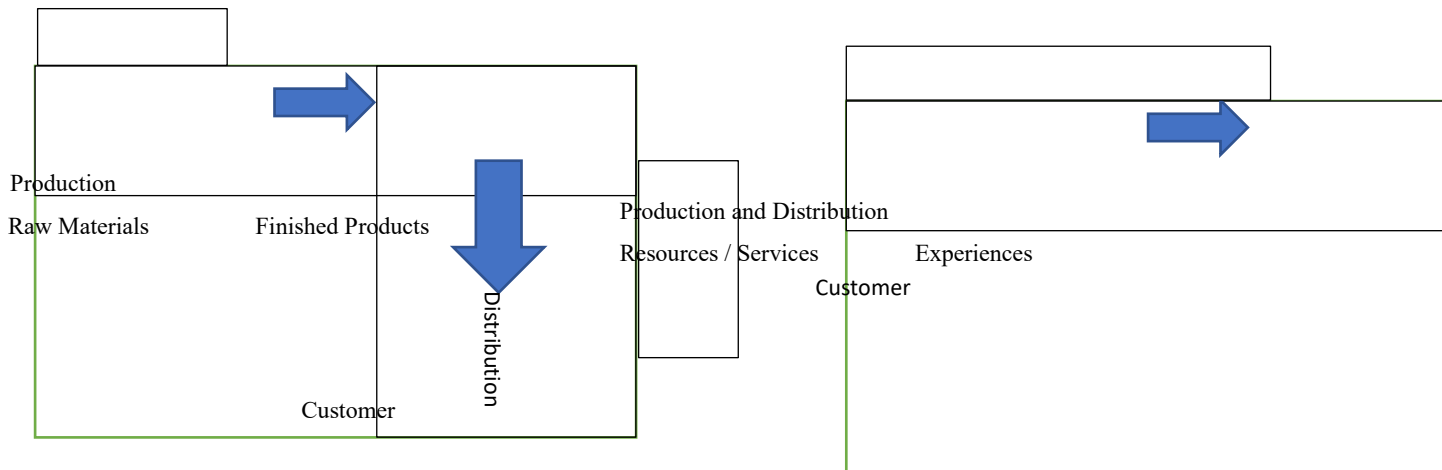 Production
Raw Materials
Finished Products
Distribution
Customer
Production and Distribution
Resources / Services
Experiences
Customer